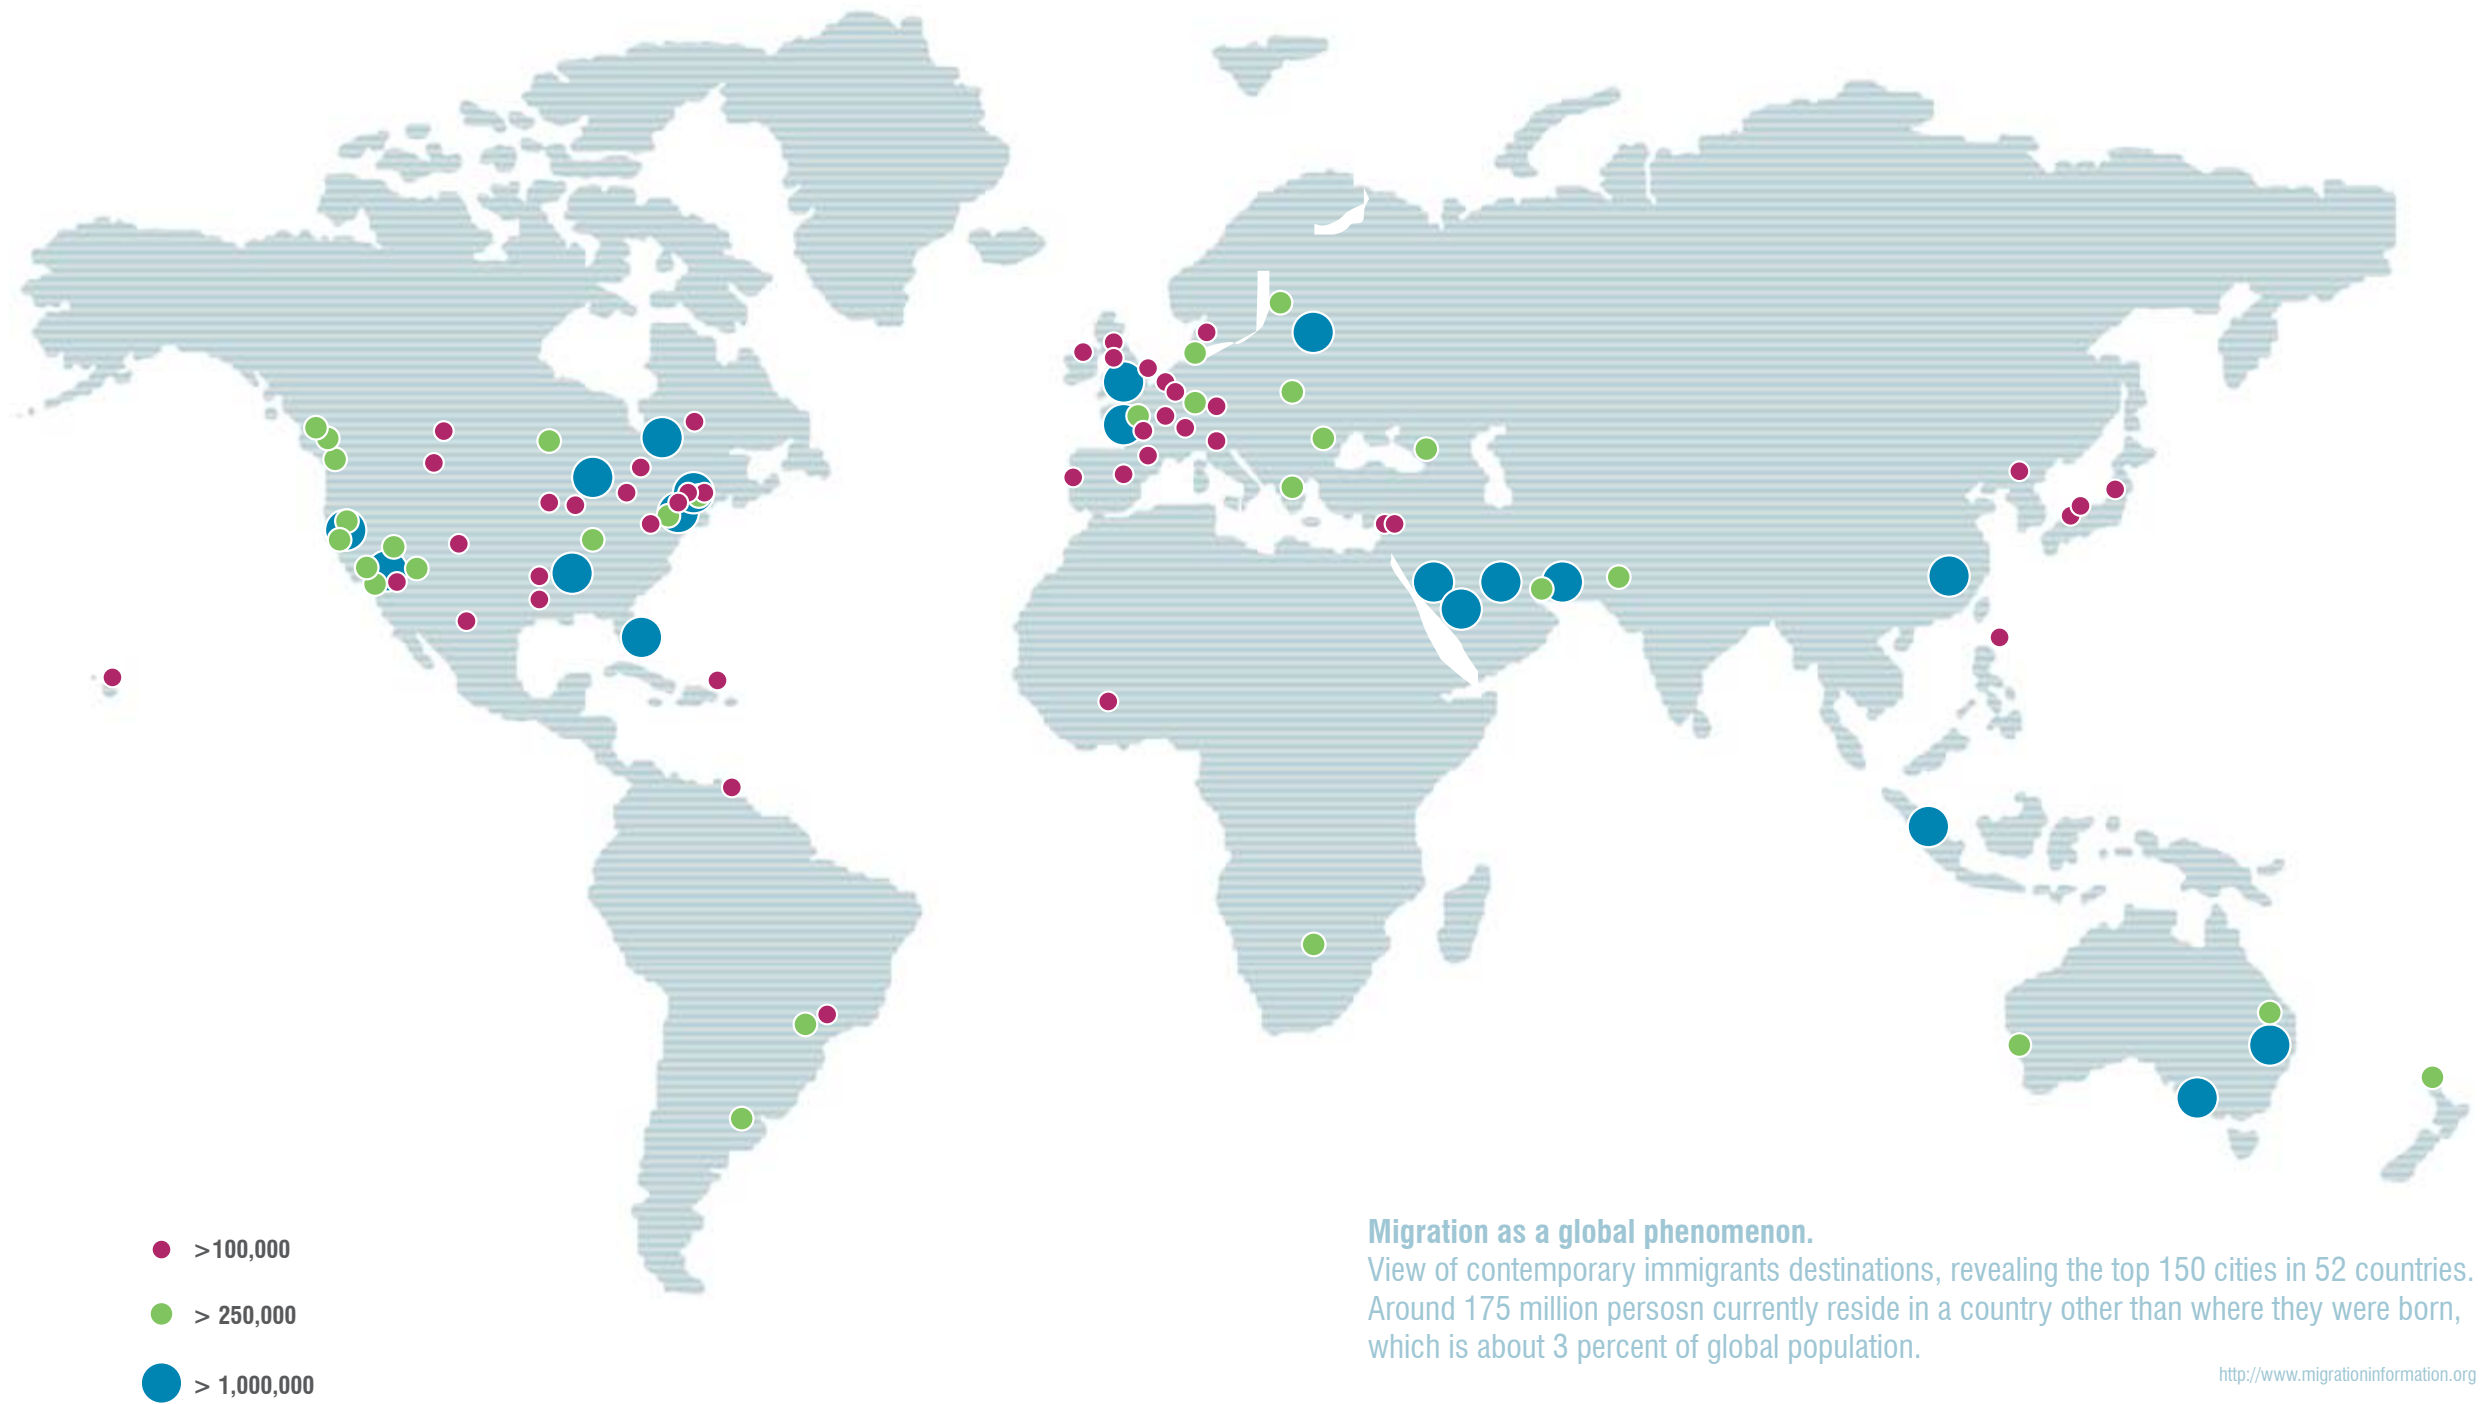 >100,000
> 250,000
> 1,000,000
Migration as a global phenomenon.
View of contemporary immigrants destinations, revealing the top 150 cities in 52 countries.
Around 175 million persosn currently reside in a country other than where they were born,
which is about 3 percent of global population.
http://www.migrationinformation.org